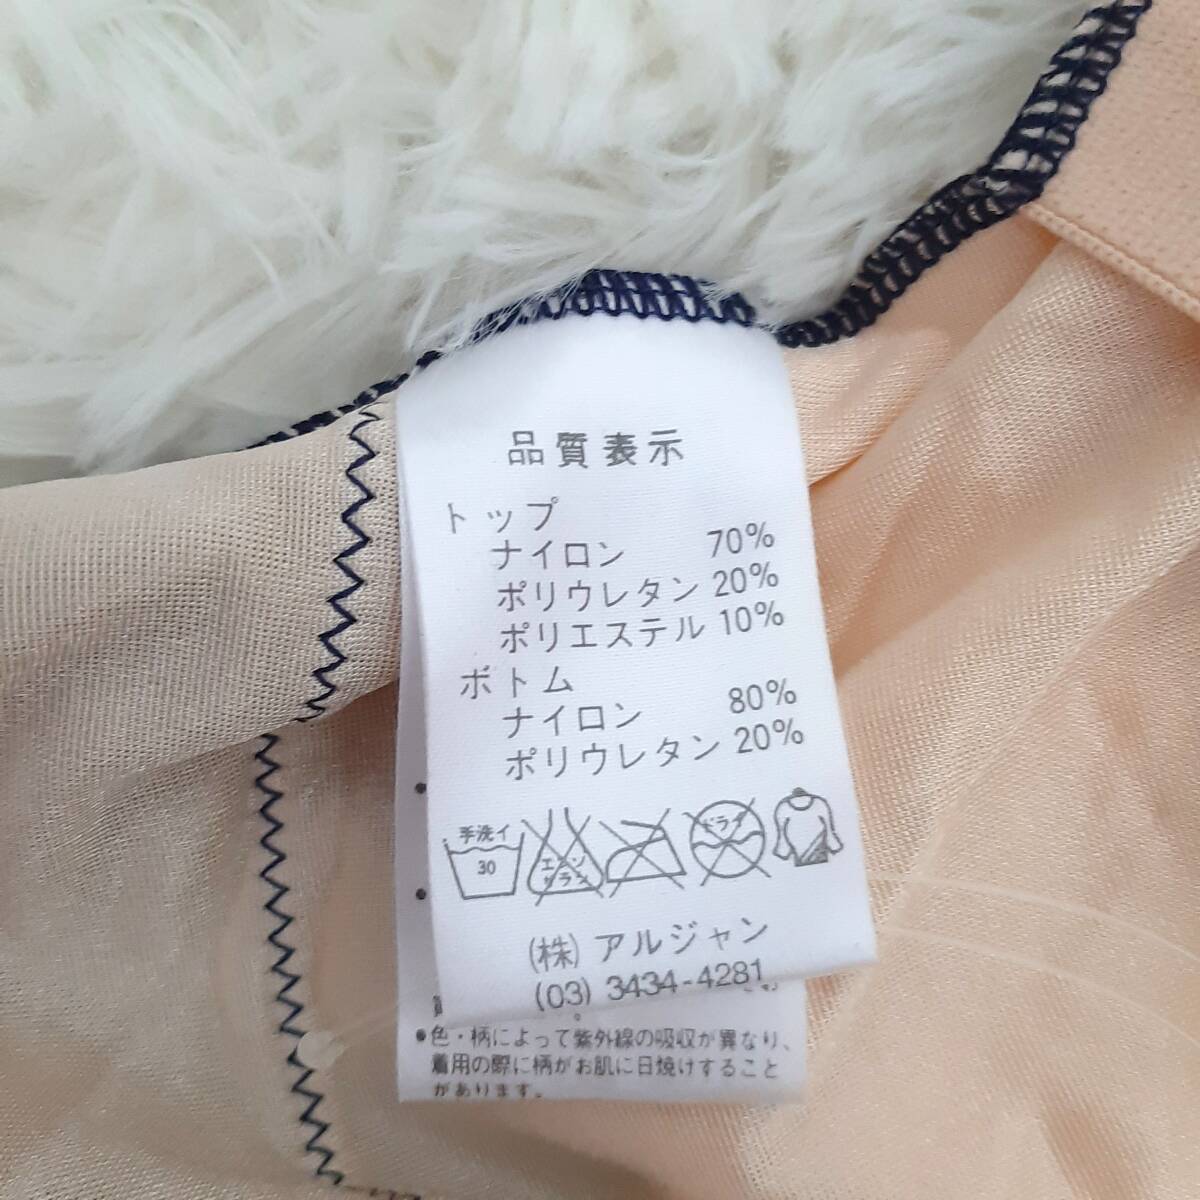 品質表示
トップ
ナイロン 70%
ポリウレタン 20%
ポリエステル 10%
ボトム
ナイロン 80%
ポリウレタン 20%
手洗イ
30
エンソ
サラシ
ドライ
(株) アルジャン
(03) 3434-4281
•色・柄によって紫外線の吸収が異なり、
着用の際に柄がお肌に日焼けすること
があります。